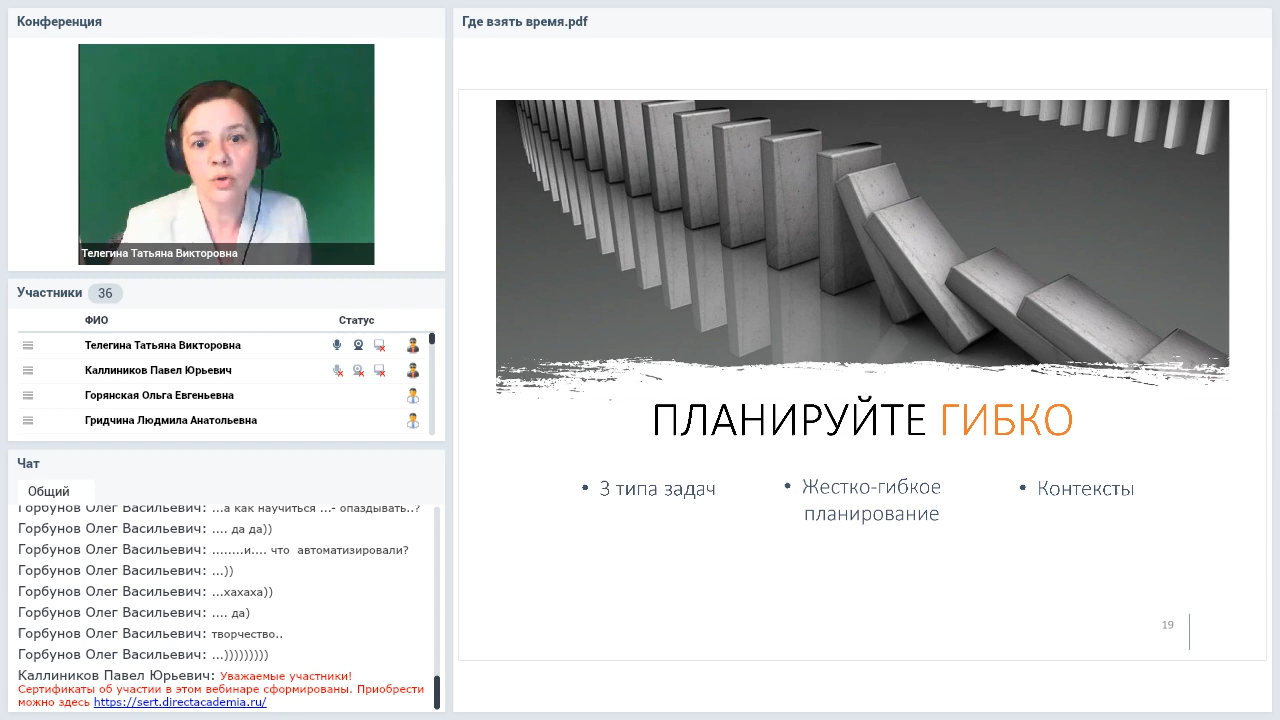 Конференция
Телегина Татьяна Викторовна
Участники 36
ФИО Статус
Телегина Татьяна Викторовна
Каллиников Павел Юрьевич
Горянская Ольга Евгеньевна
Гридчина Людмила Анатольевна
Чат
Общий
Горбунов Олег Васильевич: ...а как научиться ...- опаздывать..?
Горбунов Олег Васильевич: .... да да))
Горбунов Олег Васильевич: ........и.... что автоматизировали?
Горбунов Олег Васильевич: ...))
Горбунов Олег Васильевич: ...хахаха))
Горбунов Олег Васильевич: .... да)
Горбунов Олег Васильевич: творчество..
Горбунов Олег Васильевич: ...)))))))))
Каллиников Павел Юрьевич: Уважаемые участники!
Сертификаты об участии в этом вебинаре сформированы. Приобрести
можно здесь https://sert.directacademia.ru/
Где взять время.pdf
ПЛАНИРУЙТЕ ГИБКО
• 3 типа задач
• Жестко-гибкое
планирование
• Контексты
19